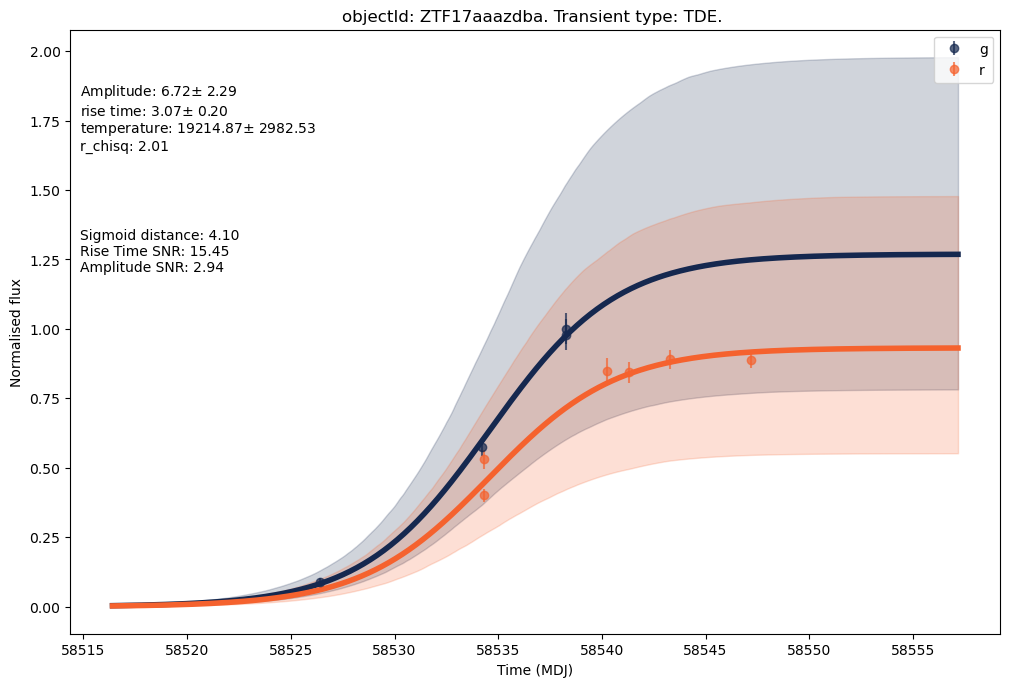 objectId: ZTF17aaazdba. Transient type: TDE.
g
r
Amplitude: 6.72± 2.29
rise time: 3.07± 0.20
temperature: 19214.87± 2982.53
r_chisq: 2.01
Sigmoid distance: 4.10
Rise Time SNR: 15.45
Amplitude SNR: 2.94
Normalised flux
2.00
1.75
1.50
1.25
1.00
0.75
0.50
0.25
0.00
58515 58520 58525 58530 58535 58540 58545 58550 58555
Time (MDJ)